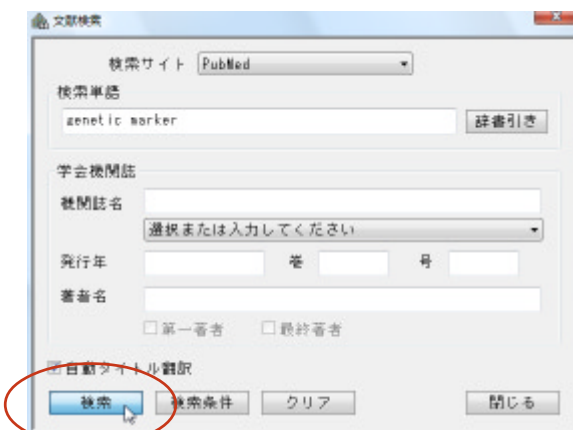 文献検索
検索サイト PubMed
検索単語
genetic marker 辞書引き
学会機関誌
機関誌名
選択または入力してください
発行年 巻 号
著者名
第一著者 最終著者
自動タイトル翻訳
検索 検索条件 クリア 閉じる